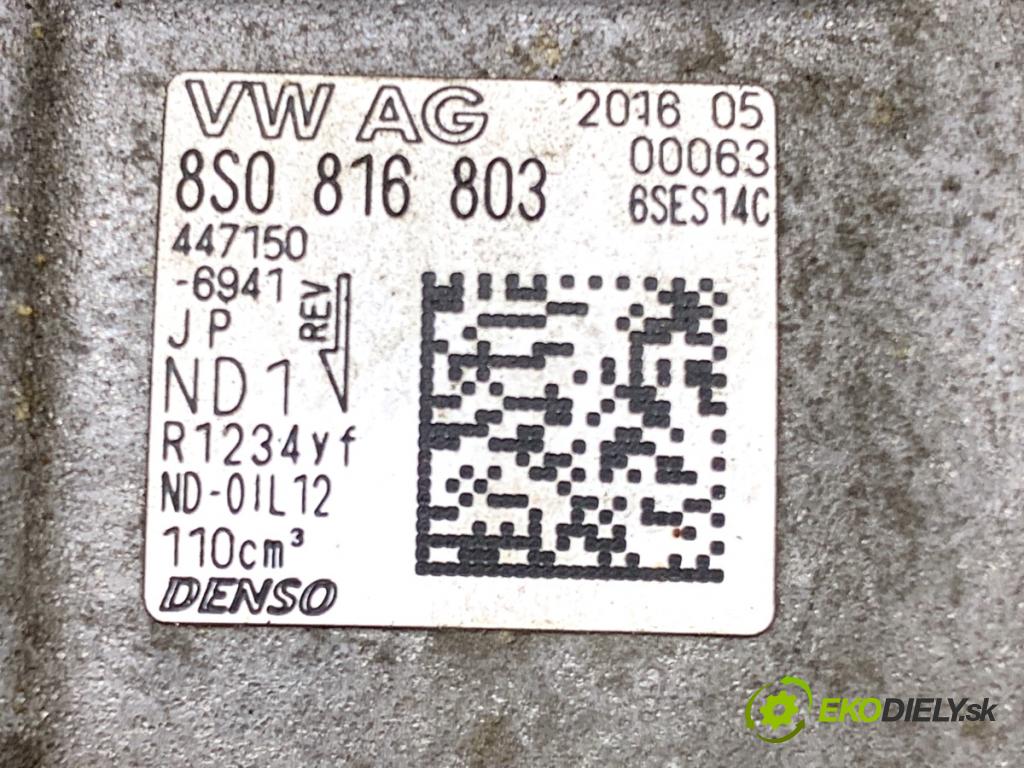 VW AG 2016 05
8S0 816 803 00063
6SES14C
447150
-6941
REV
JP
ND1
R1234yf
ND-OIL12
110cm³
DENSO
EKODIELY.sk